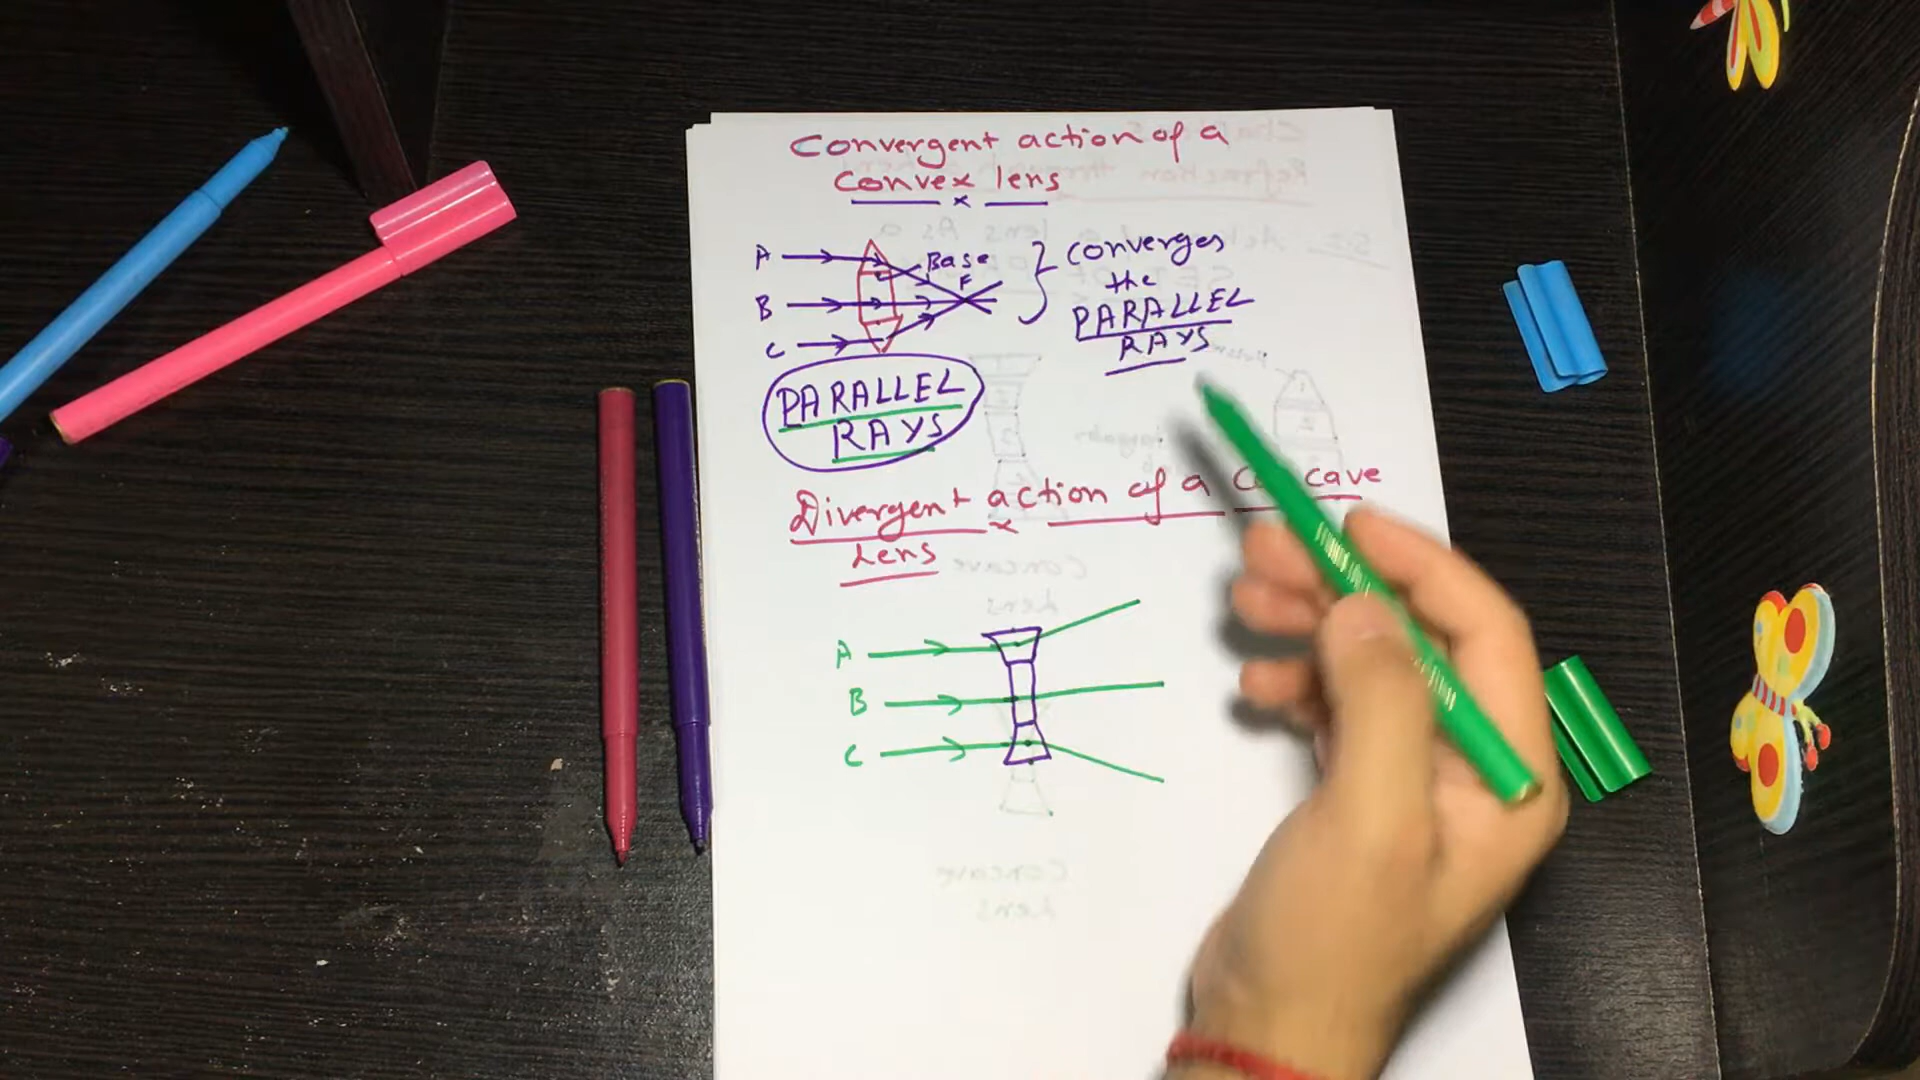 Convergent action of a
Convex lens
A
Base
F
B
C
converges
the
PARALLEL
RAYS
PARALLEL
RAYS
Divergent action of a cave
Lens
A
B
C